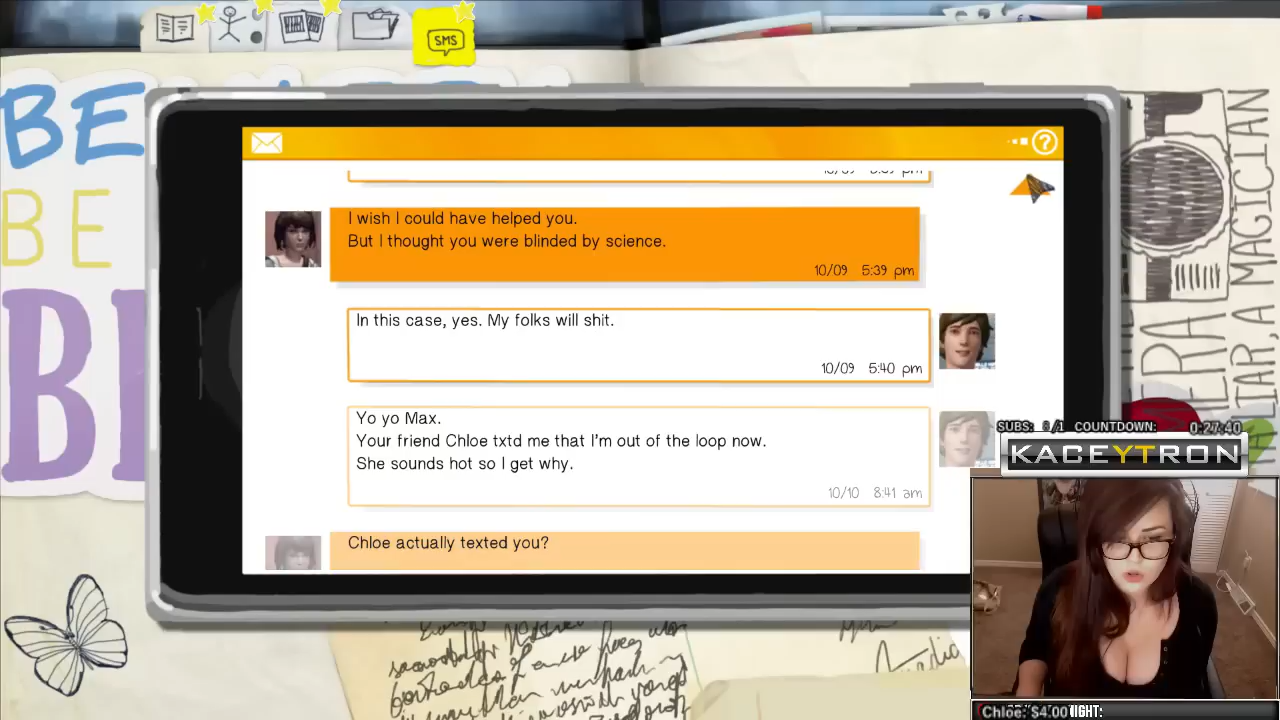 SMS
BE
BE
I wish I could have helped you.
But I thought you were blinded by science.
10/09 5:39 pm
In this case, yes. My folks will shit.
10/09 5:40 pm
Yo yo Max.
Your friend Chloe txtd me that I'm out of the loop now.
She sounds hot so I get why.
10/10 8:41 am
Chloe actually texted you?
A MAGICIAN
SUBS: 8/1 COUNTDOWN: 0:27:40
KACEYTRON
Chloe: $4.00